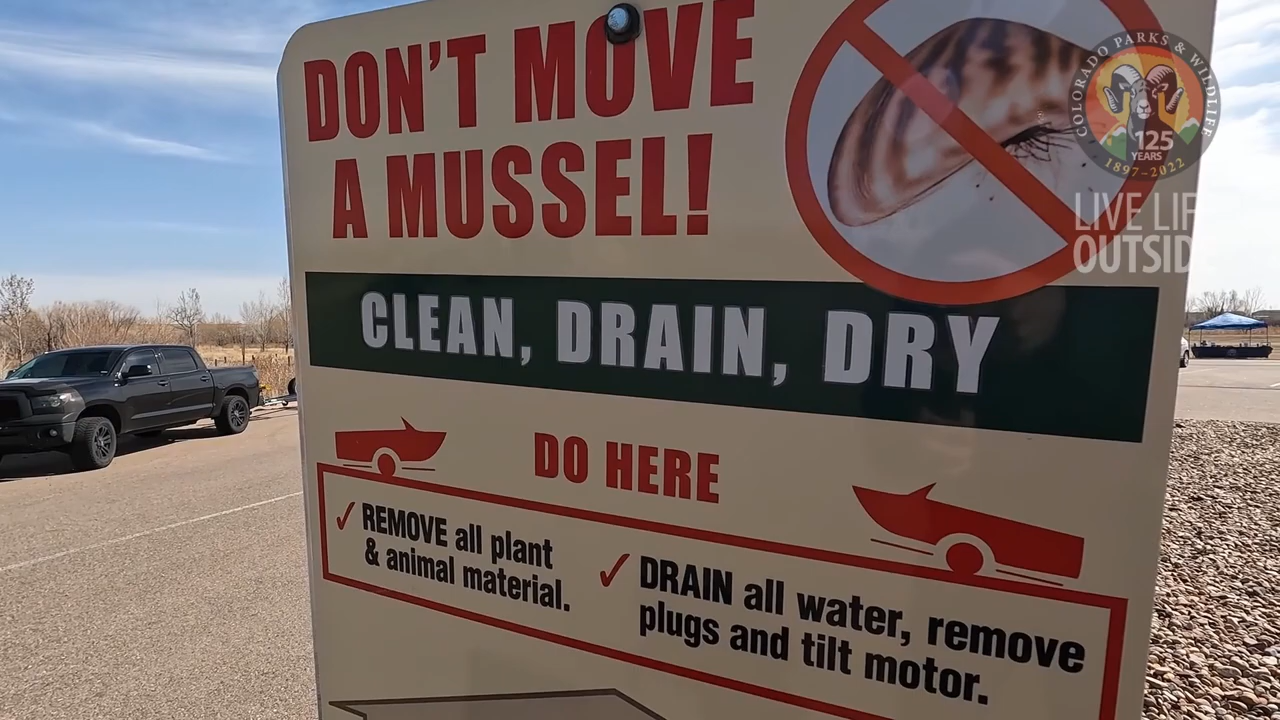 DON'T MOVE
A MUSSEL!
COLORADO PARKS & WILDLIFE
125
YEARS
1897-2022
LIVE LIFE
OUTSIDE
CLEAN, DRAIN, DRY
DO HERE
✓ REMOVE all plant
& animal material.
✓ DRAIN all water, remove
plugs and tilt motor.